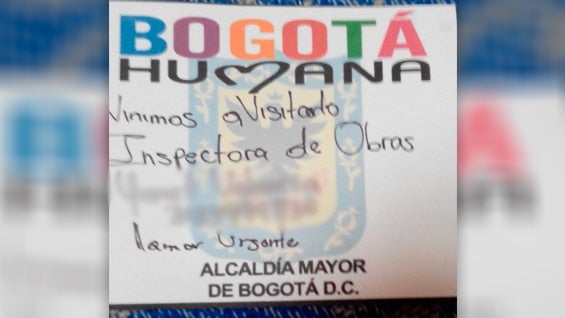 BOGOTÁ
HUMANA
Vinimos a Visitarlo
Inspectora de Obras
llamar Urgente
ALCALDÍA MAYOR
DE BOGOTÁ D.C.